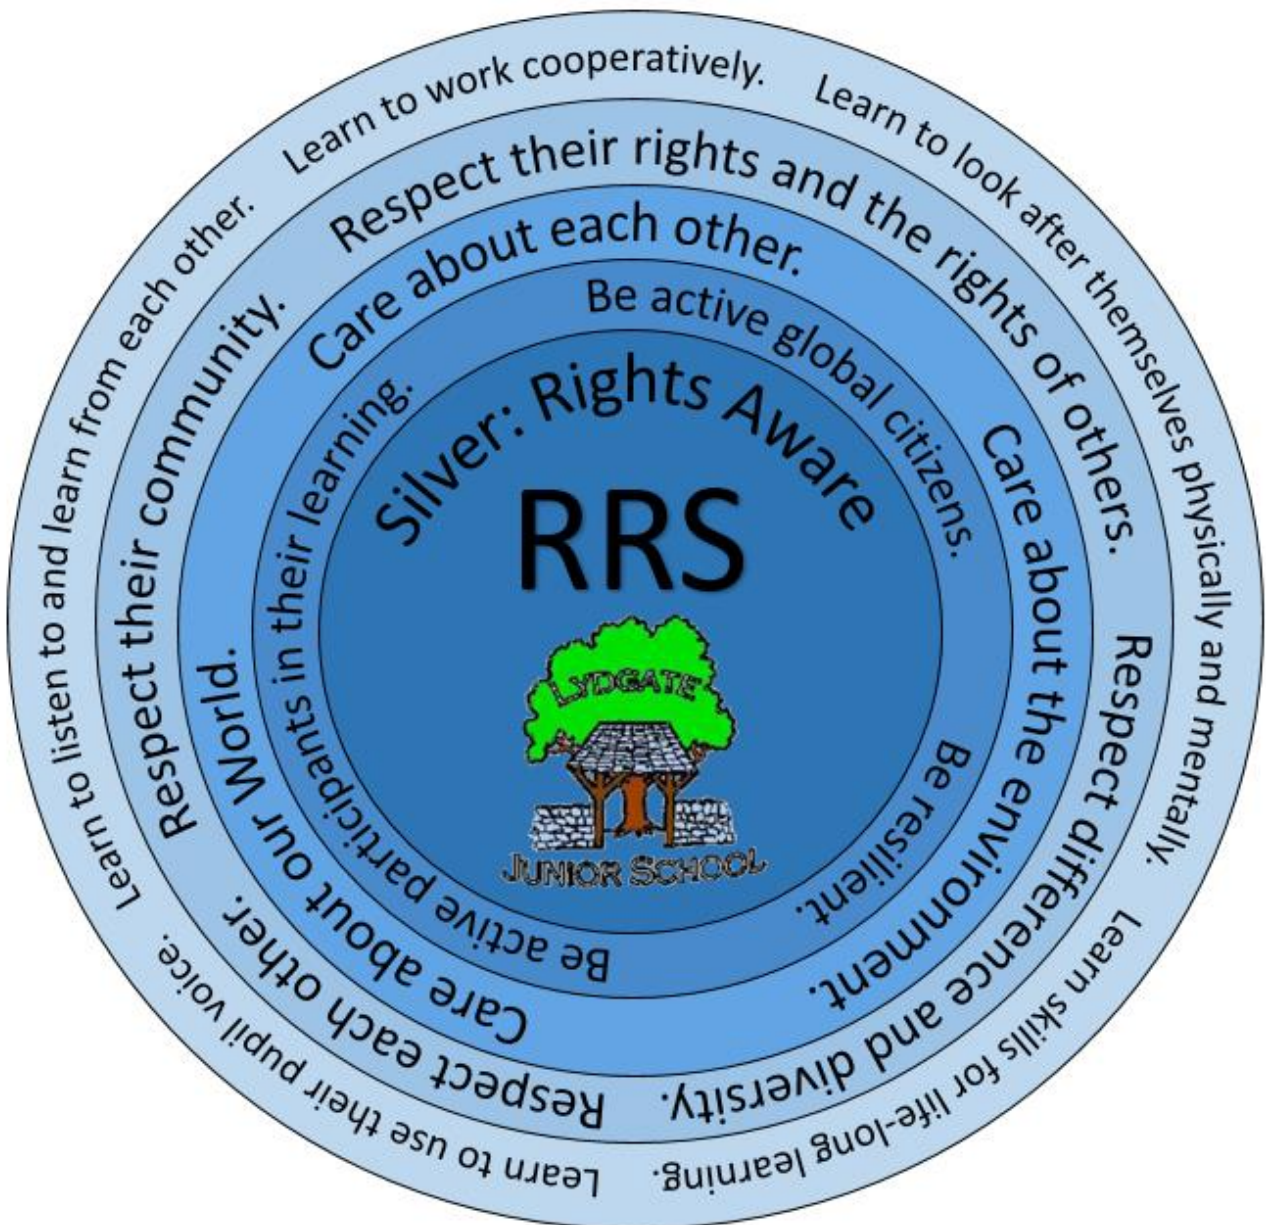 Learn to work cooperatively.
Learn to look after themselves physically and mentally.
Learn skills for life-long learning.
Learn to use their pupil voice.
Learn to listen to and learn from each other.
Respect their rights and the rights of others.
Respect difference and diversity.
Respect each other.
Respect their community.
Care about each other.
Care about the environment.
Care about our World.
Be active global citizens.
Be resilient.
Be active participants in their learning.
Silver: Rights Aware
RRS
LYDGATE
JUNIOR SCHOOL